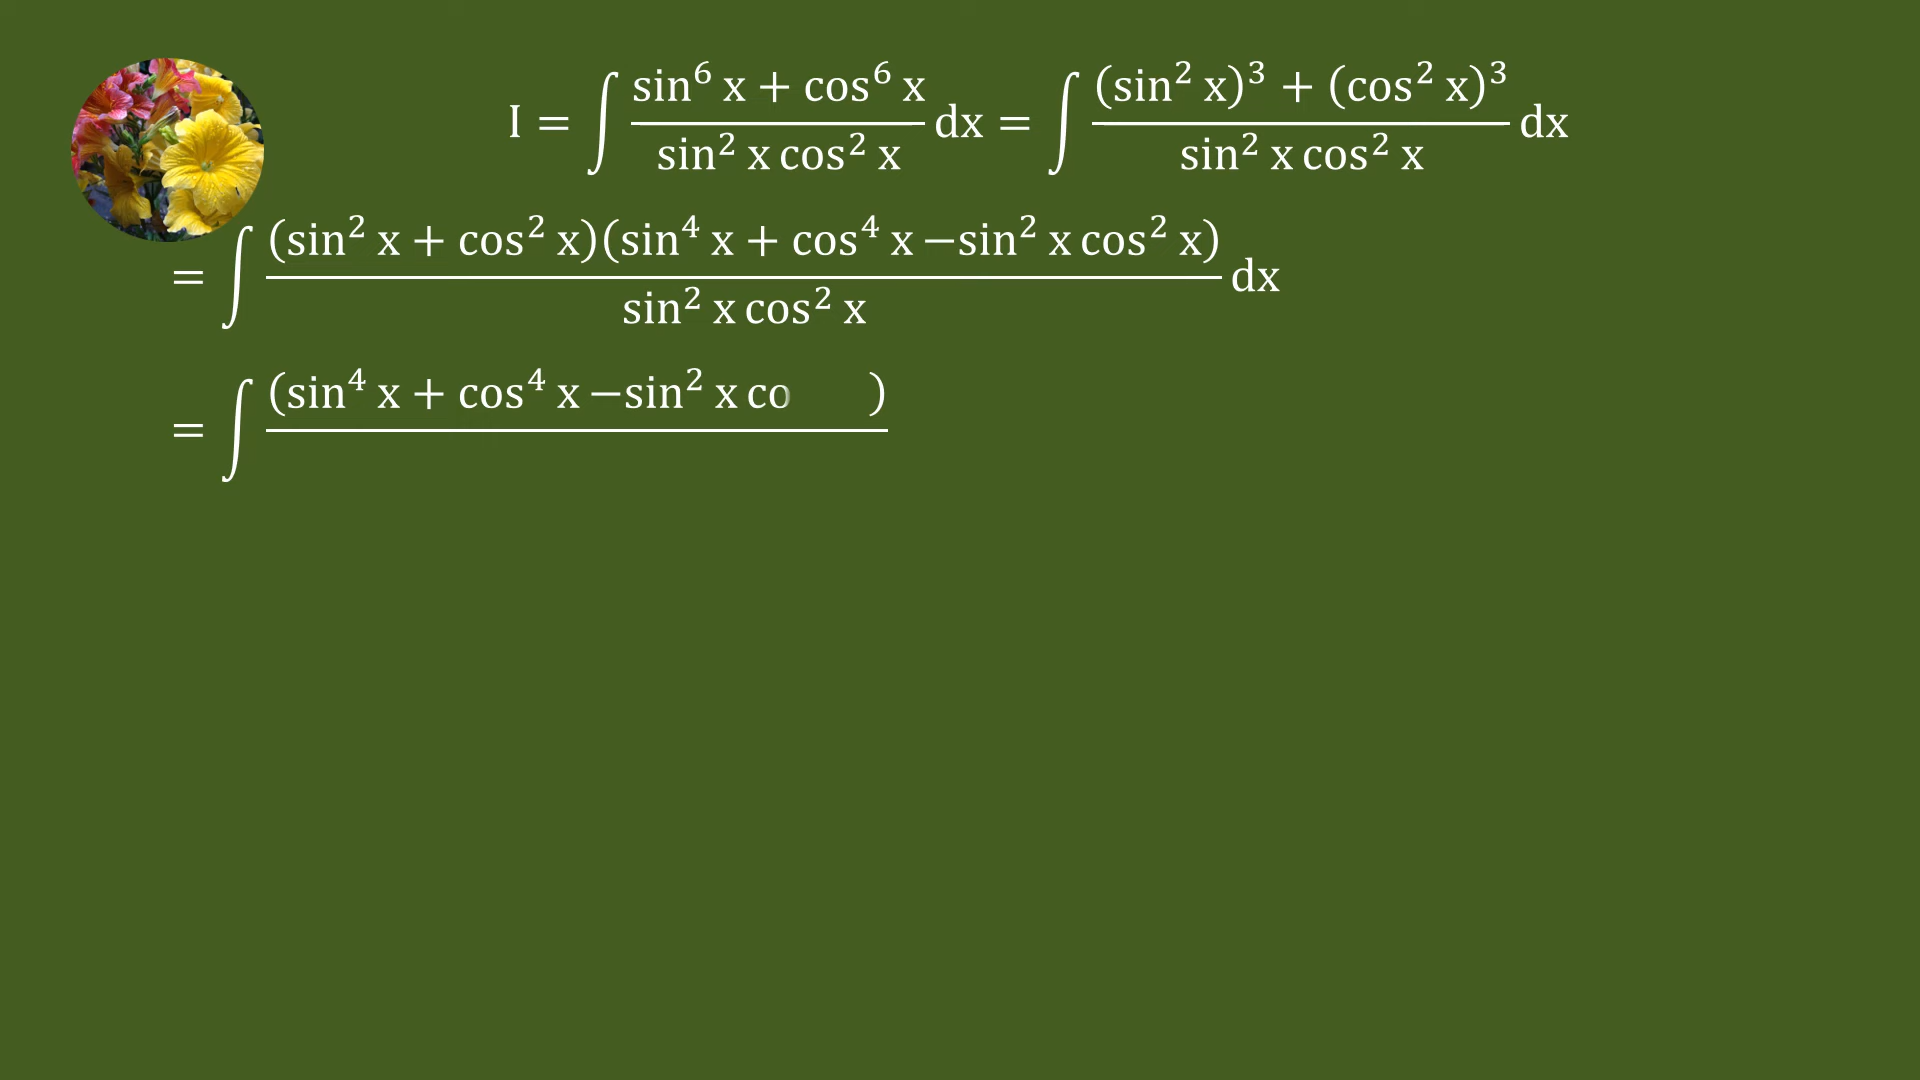 I = ∫ (sin⁶ x + cos⁶ x)/(sin² x cos² x) dx = ∫ ((sin² x)³ + (cos² x)³)/(sin² x cos² x) dx
= ∫ ((sin² x + cos² x)(sin⁴ x + cos⁴ x − sin² x cos² x))/(sin² x cos² x) dx
= ∫ (sin⁴ x + cos⁴ x − sin² x co )